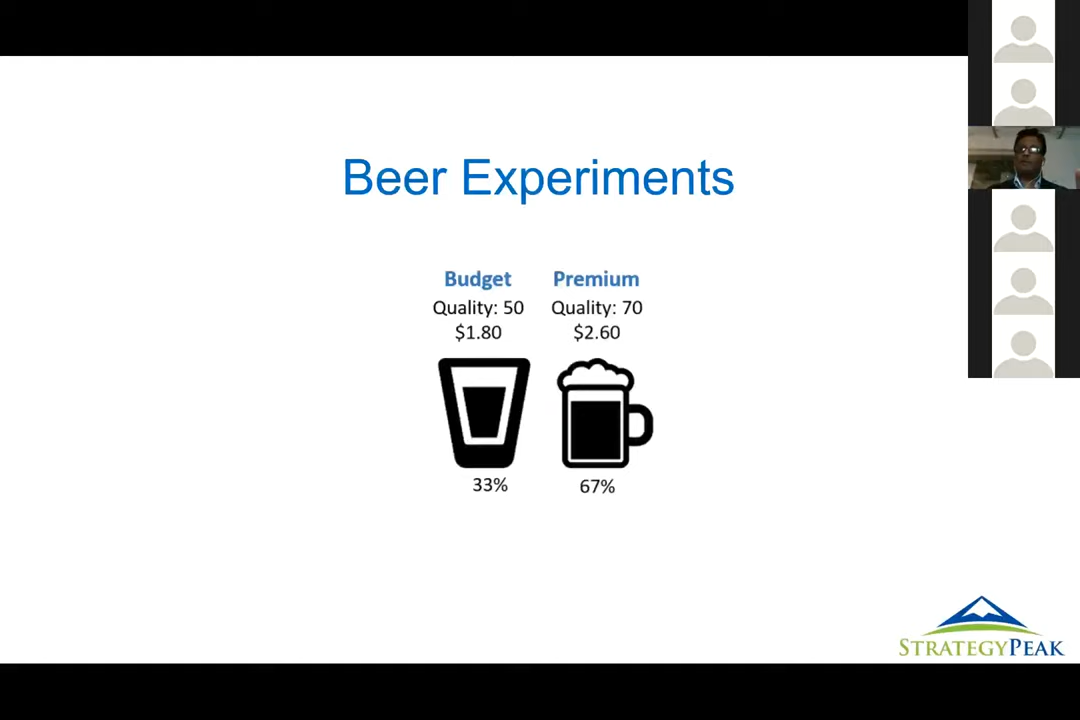 Beer Experiments
Budget Premium
Quality: 50 Quality: 70
$1.80 $2.60
33% 67%
STRATEGYPEAK